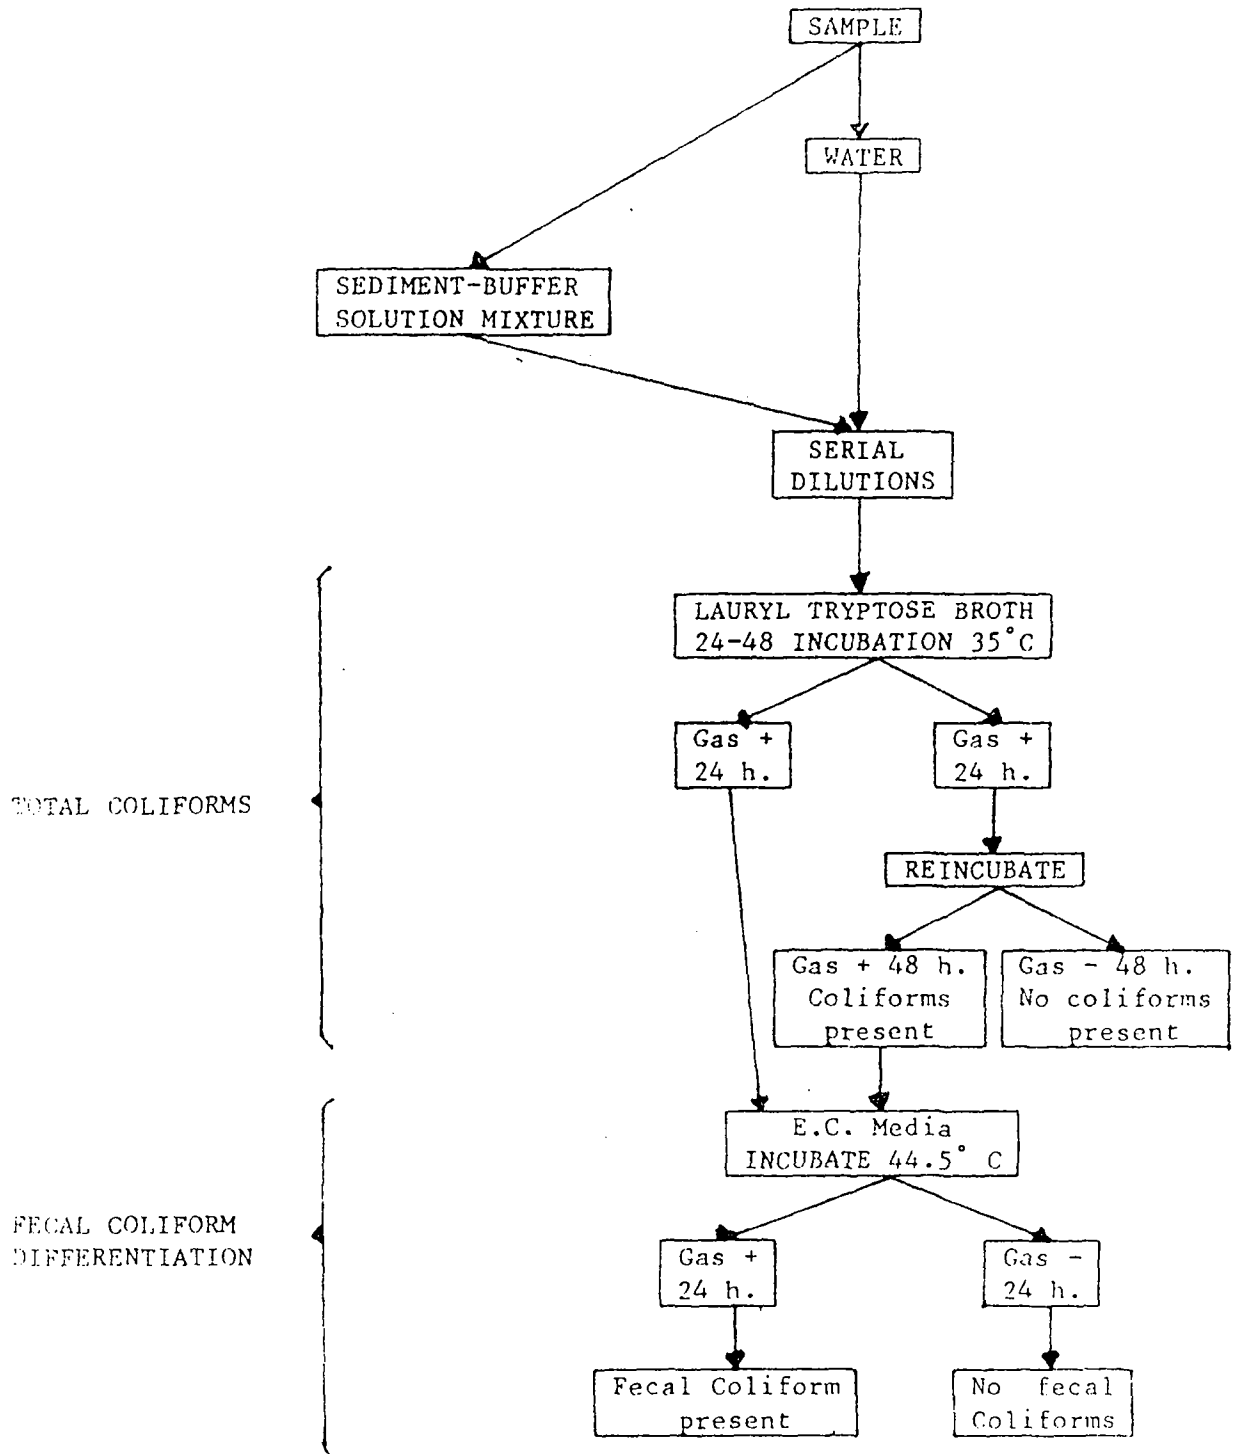 SAMPLE
WATER
SEDIMENT-BUFFER
SOLUTION MIXTURE
SERIAL
DILUTIONS
LAURYL TRYPTOSE BROTH
24-48 INCUBATION 35°C
Gas +
24 h.
Gas +
24 h.
TOTAL COLIFORMS
REINCUBATE
Gas + 48 h.
Coliforms
present
Gas - 48 h.
No coliforms
present
E.C. Media
INCUBATE 44.5° C
FECAL COLIFORM
DIFFERENTIATION
Gas +
24 h.
Gas -
24 h.
Fecal Coliform
present
No fecal
Coliforms